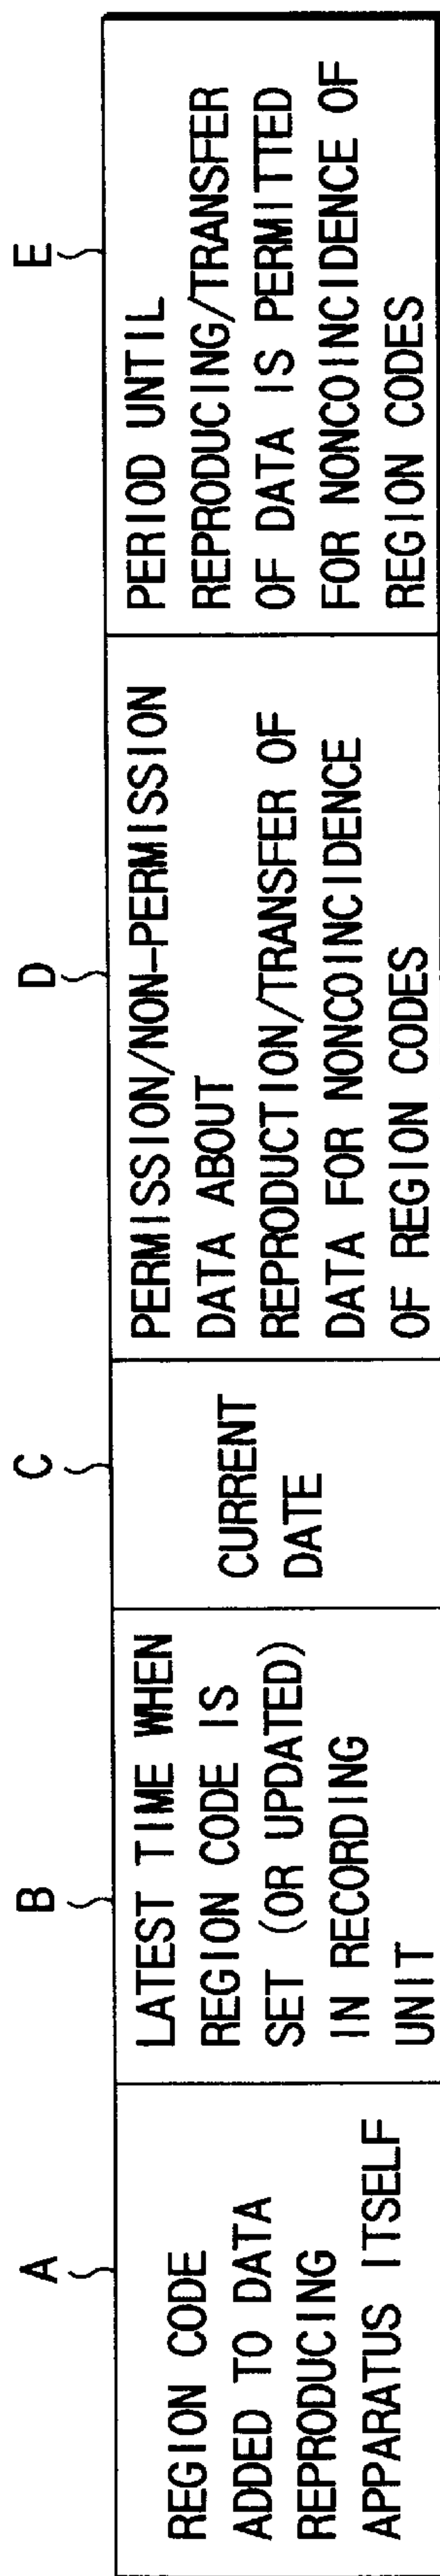 A
REGION CODE
ADDED TO DATA
REPRODUCING
APPARATUS ITSELF
B
LATEST TIME WHEN
REGION CODE IS
SET (OR UPDATED)
IN RECORDING
UNIT
C
CURRENT
DATE
D
PERMISSION/NON-PERMISSION
DATA ABOUT
REPRODUCTION/TRANSFER OF
DATA FOR NONCOINCIDENCE
OF REGION CODES
E
PERIOD UNTIL
REPRODUCING/TRANSFER
OF DATA IS PERMITTED
FOR NONCOINCIDENCE OF
REGION CODES